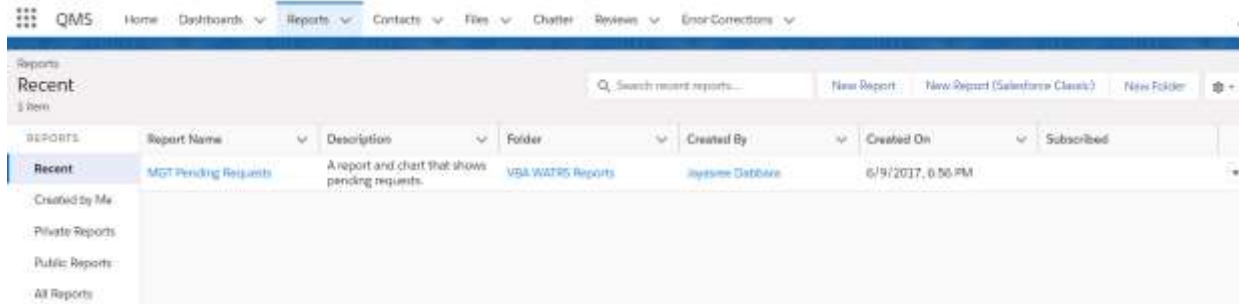 QMS Home Dashboards Reports Contacts Files Chatter Reviews Error Corrections
Reports
Recent
1 item
Search recent reports...
New Report New Report (Salesforce Classic) New Folder
REPORTS Report Name Description Folder Created By Created On Subscribed
Recent MGT Pending Requests A report and chart that shows VBA WATRS Reports 6/9/2017, 6:56 PM
pending requests.
Created by Me
Private Reports
Public Reports
All Reports